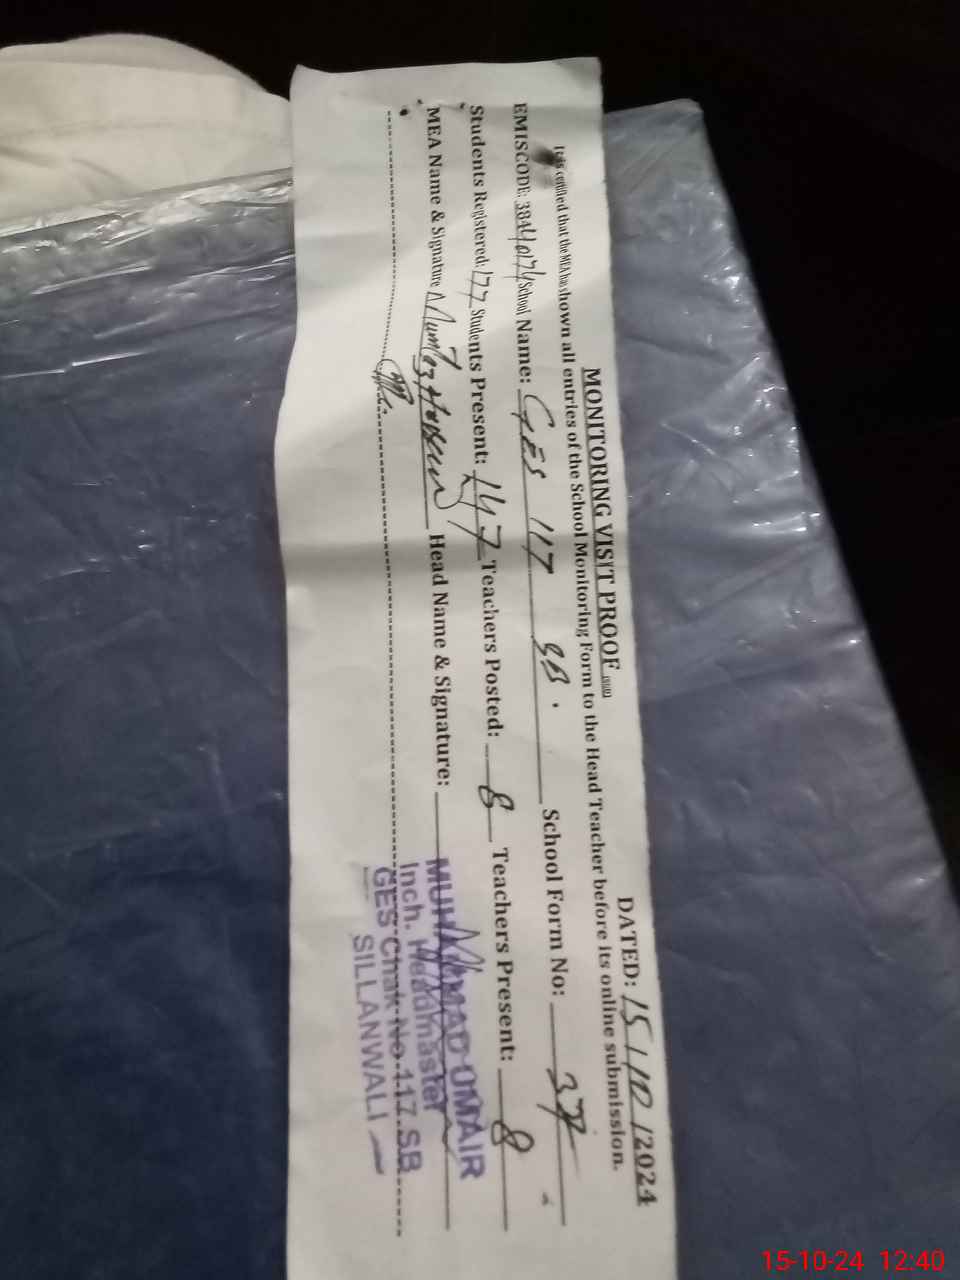 MONITORING VISIT PROOF
DATED: 15/10/2024
It is certified that the MEA has shown all entries of the School Monitoring Form to the Head Teacher before its online submission.
EMISCODE: 38440174 School Name: GES 117 SB. School Form No: 37
Students Registered: 177 Students Present: 147 Teachers Posted: 8 Teachers Present: 8
MEA Name & Signature Mumtaz Hassan Head Name & Signature:
MUHAMMAD UMAIR
Inch. Headmaster
GES Chak No.117.SB
SILLANWALI
15-10-24 12:40